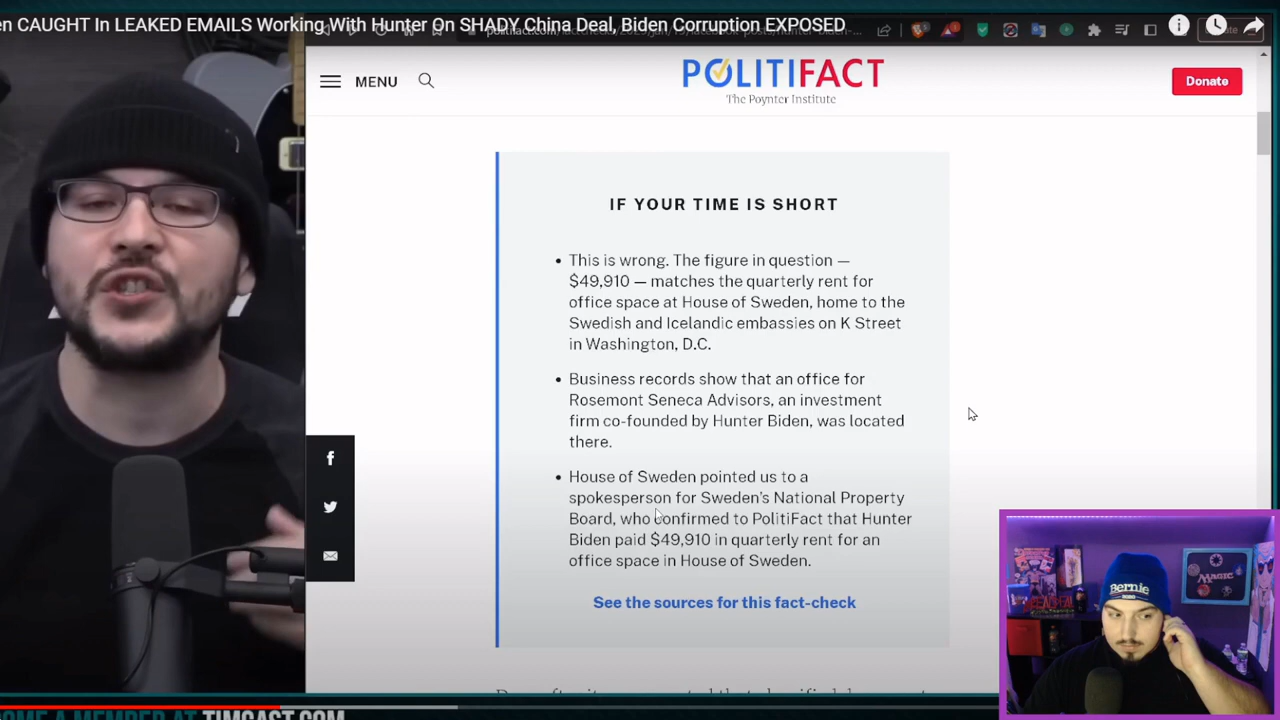 en CAUGHT In LEAKED EMAILS Working With Hunter On SHADY China Deal, Biden Corruption EXPOSED
MENU
POLITIFACT
The Poynter Institute
Donate
IF YOUR TIME IS SHORT
• This is wrong. The figure in question —
$49,910 — matches the quarterly rent for
office space at House of Sweden, home to the
Swedish and Icelandic embassies on K Street
in Washington, D.C.
• Business records show that an office for
Rosemont Seneca Advisors, an investment
firm co-founded by Hunter Biden, was located
there.
• House of Sweden pointed us to a
spokesperson for Sweden's National Property
Board, who confirmed to PolitiFact that Hunter
Biden paid $49,910 in quarterly rent for an
office space in House of Sweden.
See the sources for this fact-check
Bernie
2020
MAGIC
COME A MEMBER AT TIMCAST.COM